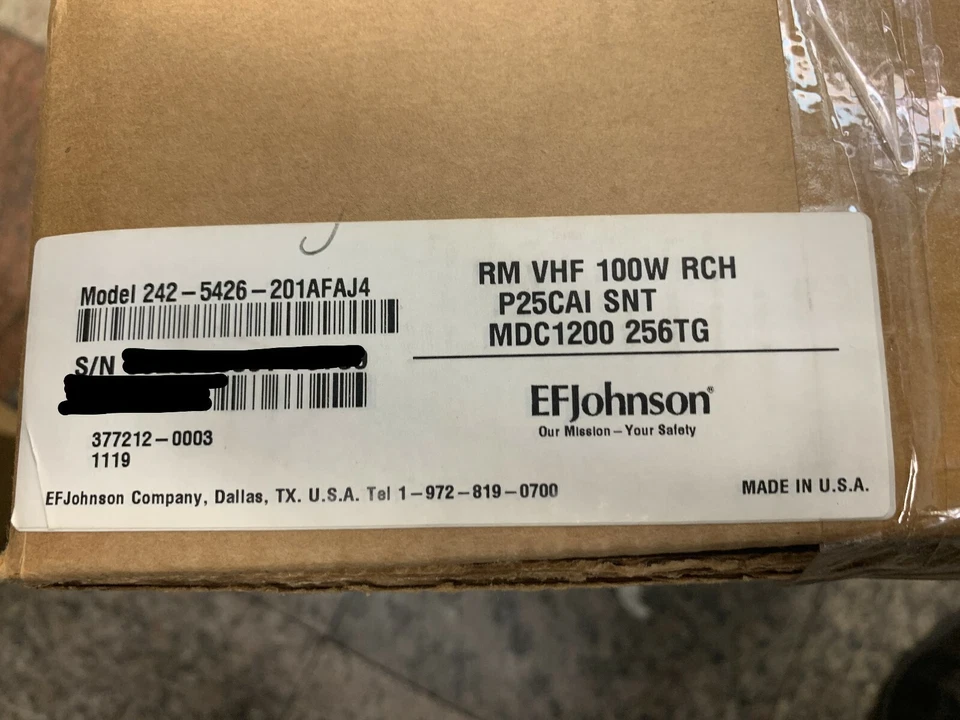 Model 242-5426-201AFAJ4
S/N
377212-0003
1119
RM VHF 100W RCH
P25CAI SNT
MDC1200 256TG
EFJohnson®
Our Mission – Your Safety
EFJohnson Company, Dallas, TX. U.S.A. Tel 1-972-819-0700
MADE IN U.S.A.